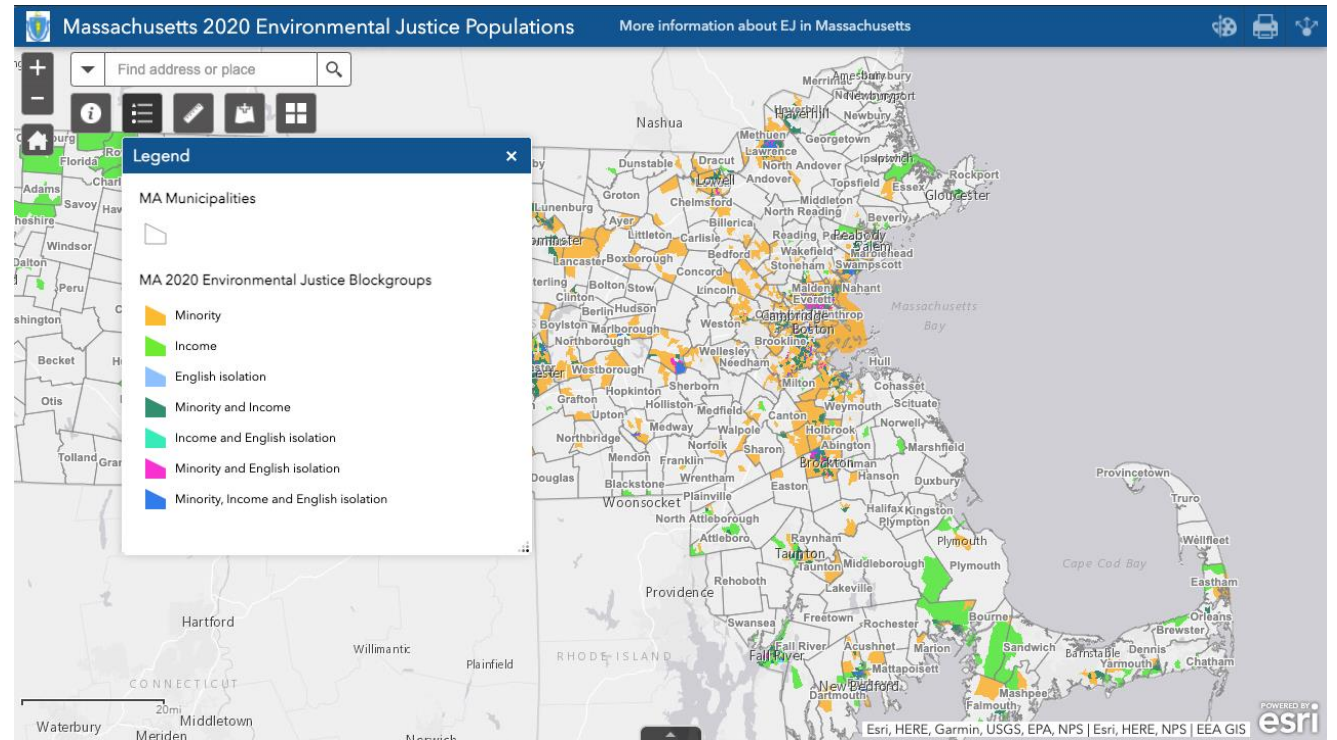 Massachusetts 2020 Environmental Justice Populations
More information about EJ in Massachusetts
Find address or place
Legend
MA Municipalities
MA 2020 Environmental Justice Blockgroups
Minority
Income
English isolation
Minority and Income
Income and English isolation
Minority and English isolation
Minority, Income and English isolation
Florida
Adams
Savoy
Windsor
Dalton
Peru
Becket
Otis
Tolland
Nashua
Merrimac
Newburyport
Haverhill
Newbury
Methuen
Georgetown
Lawrence
Dunstable
Dracut
North Andover
Ipswich
Lowell
Andover
Topsfield
Essex
Rockport
Gloucester
Groton
Chelmsford
Middleton
Lunenburg
North Reading
Beverly
Ayer
Billerica
Littleton
Carlisle
Reading
Peabody
Salem
Lancaster
Boxborough
Bedford
Wakefield
Marblehead
Concord
Stoneham
Swampscott
Bolton
Stow
Lincoln
Malden
Nahant
Clinton
Everett
Berlin
Hudson
Cambridge
Massachusetts
Bay
Boylston
Marlborough
Weston
Boston
Northborough
Brookline
Wellesley
Westborough
Needham
Hull
Hopkinton
Sherborn
Milton
Cohasset
Grafton
Holliston
Medfield
Weymouth
Scituate
Upton
Canton
Medway
Walpole
Holbrook
Norwell
Northbridge
Norfolk
Sharon
Abington
Marshfield
Mendon
Franklin
Brockton
Hanson
Duxbury
Provincetown
Douglas
Blackstone
Wrentham
Easton
Truro
Woonsocket
Plainville
Halifax
Kingston
North Attleborough
Plympton
Attleboro
Raynham
Plymouth
Wellfleet
Taunton
Taunton
Middleborough
Plymouth
Cape Cod Bay
Rehoboth
Lakeville
Eastham
Providence
Hartford
Swansea
Freetown
Rochester
Bourne
Orleans
Brewster
Willimantic
Plainfield
RHODE ISLAND
Fall River
Fall River
Acushnet
Marion
Sandwich
Barnstable
Dennis
Yarmouth
Chatham
Mattapoisett
CONNECTICUT
New Bedford
Dartmouth
Mashpee
Falmouth
20mi
Middletown
Waterbury
Meriden
Norwich
Esri, HERE, Garmin, USGS, EPA, NPS | Esri, HERE, NPS | EEA GIS
POWERED BY
esri